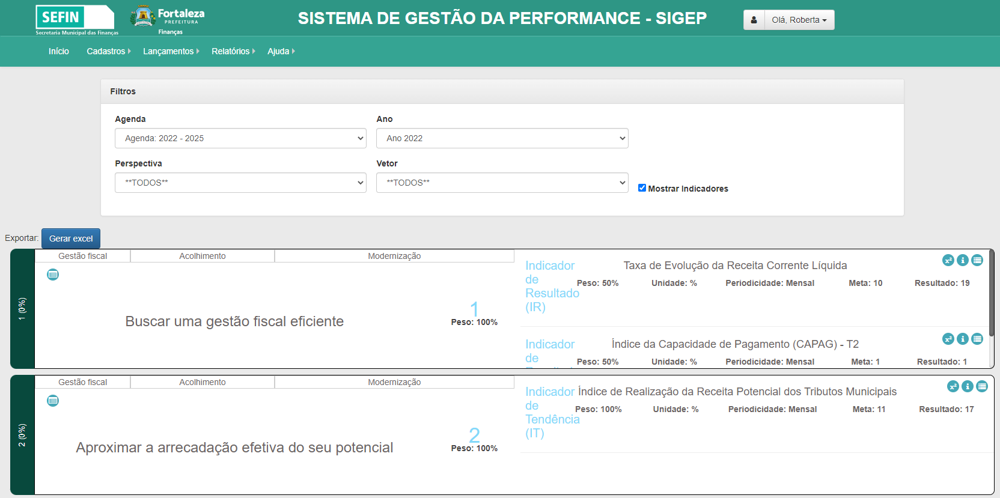 SEFIN
Secretaria Municipal das Finanças
Fortaleza
PREFEITURA
Finanças
SISTEMA DE GESTÃO DA PERFORMANCE - SIGEP
Olá, Roberta
Início Cadastros Lançamentos Relatórios Ajuda
Filtros
Agenda Ano
Agenda: 2022 - 2025 Ano 2022
Perspectiva Vetor
**TODOS** **TODOS** Mostrar Indicadores
Exportar: Gerar excel
1 (0%)
Gestão fiscal Acolhimento Modernização
Buscar uma gestão fiscal eficiente
1
Peso: 100%
Indicador
de
Resultado
(IR)
Taxa de Evolução da Receita Corrente Líquida
Peso: 50% Unidade: % Periodicidade: Mensal Meta: 10 Resultado: 19
Indicador
de
Índice da Capacidade de Pagamento (CAPAG) - T2
Peso: 50% Unidade: % Periodicidade: Mensal Meta: 1 Resultado: 1
2 (0%)
Gestão fiscal Acolhimento Modernização
Aproximar a arrecadação efetiva do seu potencial
2
Peso: 100%
Indicador
de
Tendência
(IT)
Índice de Realização da Receita Potencial dos Tributos Municipais
Peso: 100% Unidade: % Periodicidade: Mensal Meta: 11 Resultado: 17